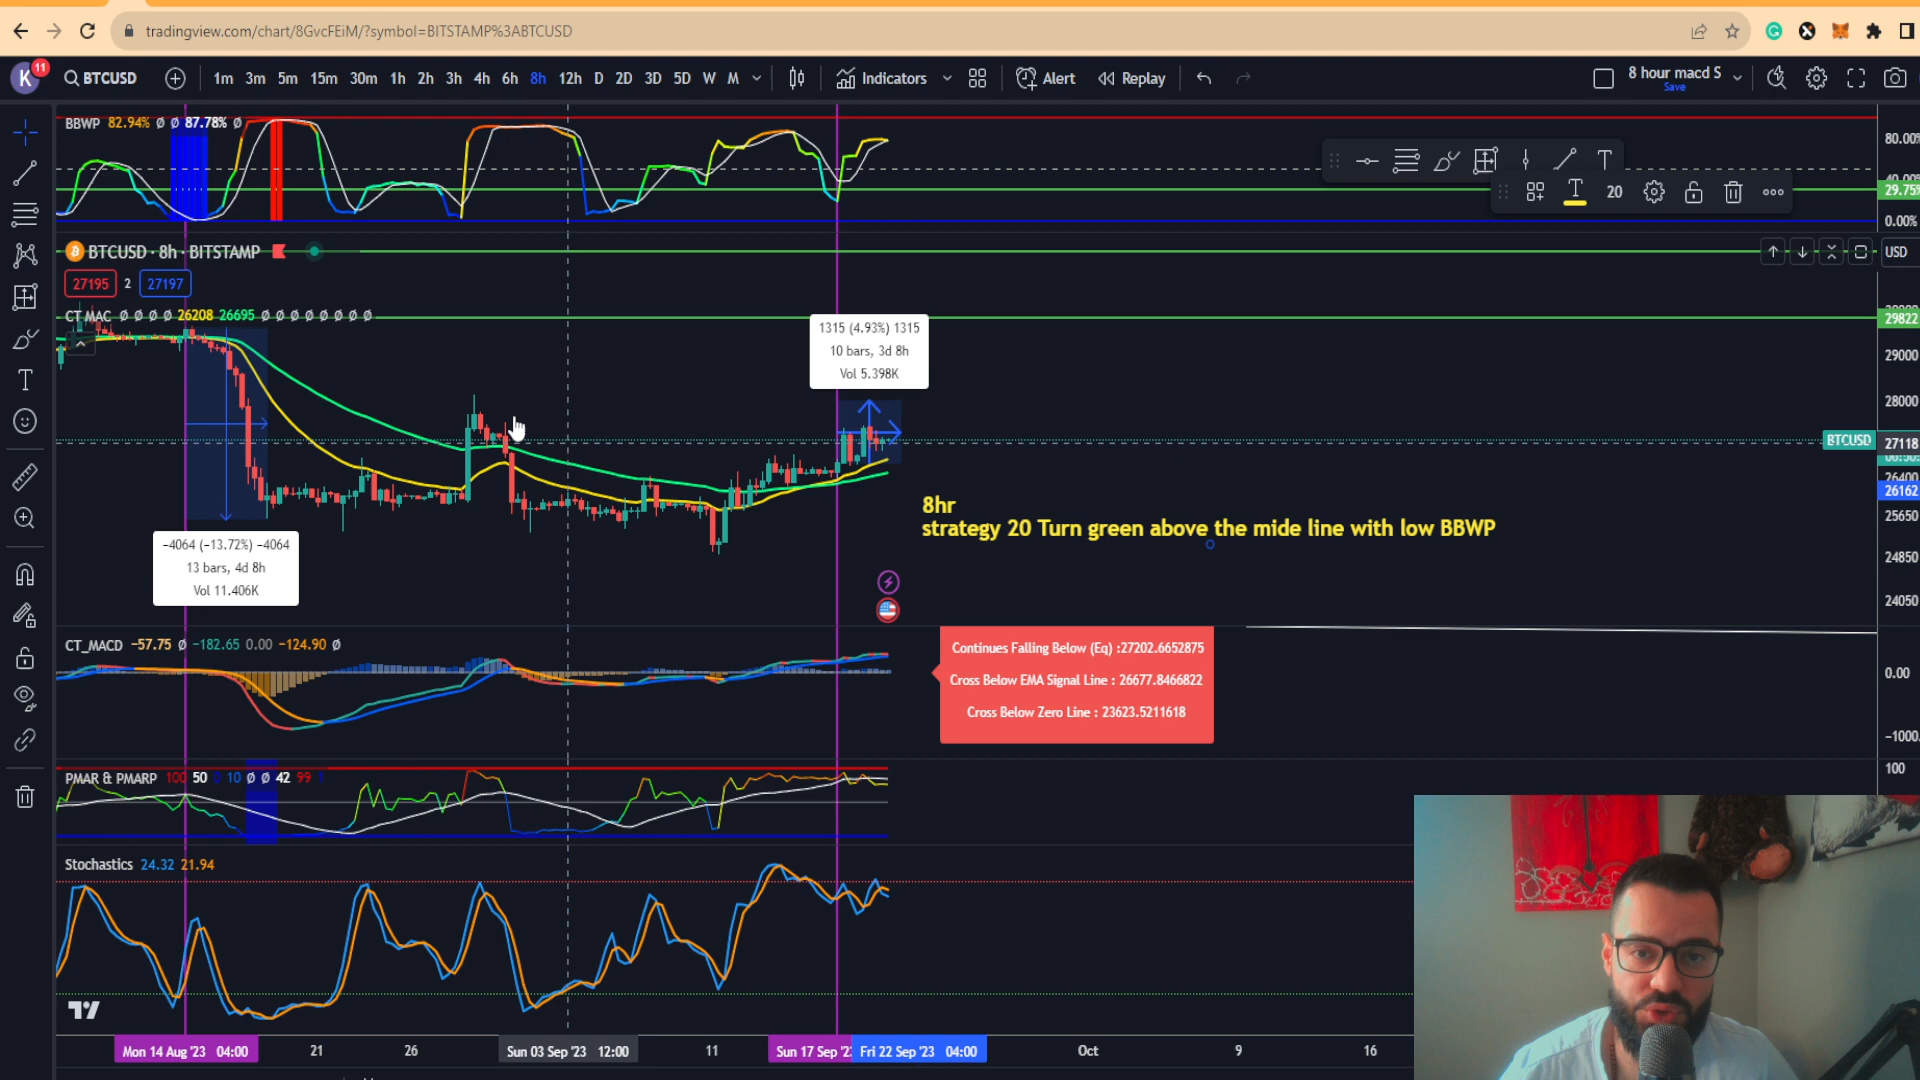 tradingview.com/chart/8GvcFEiM/?symbol=BITSTAMP%3ABTCUSD
K 11 BTCUSD 1m 3m 5m 15m 30m 1h 2h 3h 4h 6h 8h 12h D 2D 3D 5D W M Indicators Alert Replay 8 hour macd S
Save
BBWP 82.94% ∅ ∅ 87.78% ∅
80.00%
40.00%
29.75%
0.00%
T T 20
BTCUSD · 8h · BITSTAMP
USD
27195 2 27197
CT MAC ∅ ∅ ∅ ∅ 26208 26695 ∅ ∅ ∅ ∅ ∅ ∅ ∅ ∅ ∅
29822
29000
28000
BTCUSD 27118
26400
26162
25650
24850
24050
1315 (4.93%) 1315
10 bars, 3d 8h
Vol 5.398K
8hr
strategy 20 Turn green above the mide line with low BBWP
-4064 (-13.72%) -4064
13 bars, 4d 8h
Vol 11.406K
CT_MACD -57.75 ∅ -182.65 0.00 -124.90 ∅
Continues Falling Below (Eq) :27202.6652875
Cross Below EMA Signal Line : 26677.8466822
Cross Below Zero Line : 23623.5211618
0.00
-1000.
PMAR & PMARP 100 50 0 10 ∅ ∅ 42 99 1
100
Stochastics 24.32 21.94
Mon 14 Aug '23 04:00 21 26 Sun 03 Sep '23 12:00 11 Sun 17 Sep '2 Fri 22 Sep '23 04:00 Oct 9 16